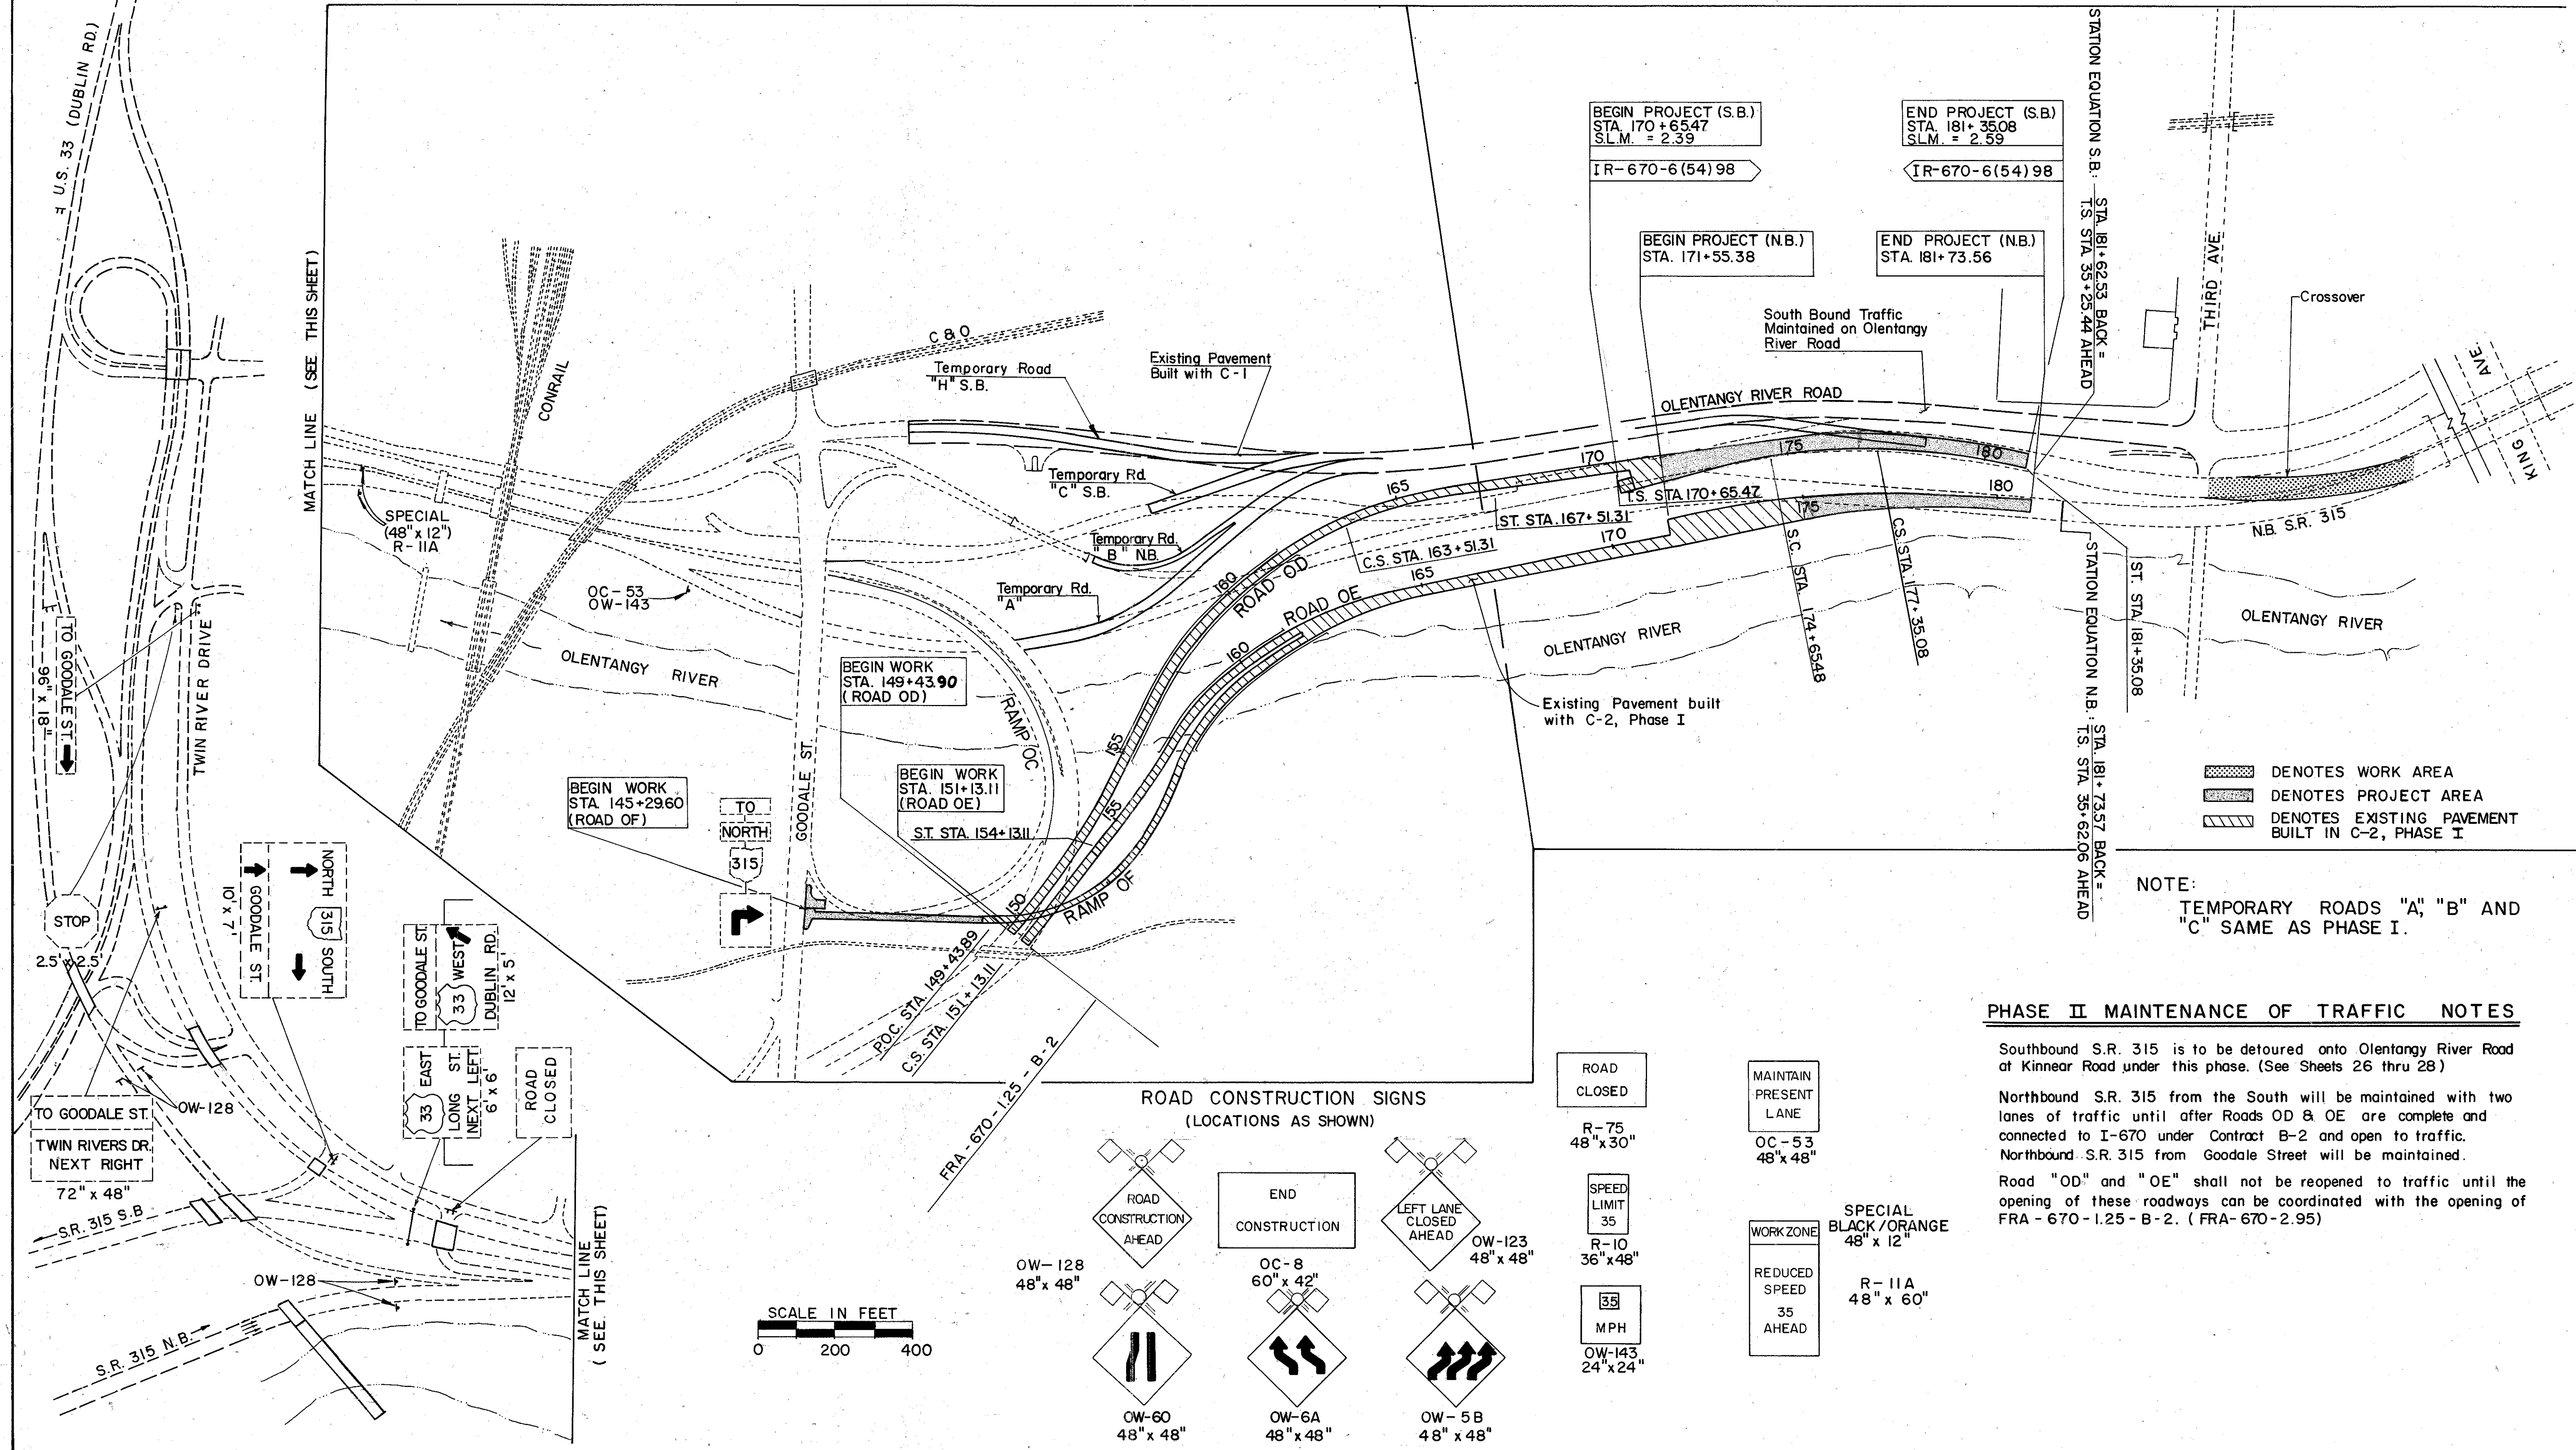 U.S. 33 (DUBLIN RD.)
MATCH LINE (SEE THIS SHEET)
CONRAIL
C & O
SPECIAL
(48" x 12")
R-11A
OC-53
OW-143
OLENTANGY RIVER
Temporary Road
"H" S.B.
Existing Pavement
Built with C-1
Temporary Rd.
"C" S.B.
Temporary Rd.
"B" N.B.
Temporary Rd.
"A"
BEGIN PROJECT (S.B.)
STA. 170+65.47
S.L.M. = 2.39
IR-670-6(54)98
END PROJECT (S.B.)
STA. 181+35.08
SLM. = 2.59
IR-670-6(54)98
BEGIN PROJECT (N.B.)
STA. 171+55.38
END PROJECT (N.B.)
STA. 181+73.56
South Bound Traffic
Maintained on Olentangy
River Road
OLENTANGY RIVER ROAD
STATION EQUATION S.B.: STA. 181+62.53 BACK =
T.S. STA. 35+25.44 AHEAD
THIRD AVE.
Crossover
KING AVE.
N.B. S.R. 315
OLENTANGY RIVER
160
165
170
175
180
T.S. STA 170+65.47
ST. STA. 167+51.31
C.S. STA. 163+51.31
ROAD OD
ROAD OE
155
160
165
170
175
180
S.C. STA. 174+65.48
C.S. STA. 177+35.08
OLENTANGY RIVER
STATION EQUATION N.B.: STA. 181+73.57 BACK =
T.S. STA. 35+62.06 AHEAD
ST. STA. 181+35.08
Existing Pavement built
with C-2, Phase I
TO GOODALE ST.
96" x 18"
TWIN RIVER DRIVE
GOODALE ST.
RAMP OC
BEGIN WORK
STA. 149+43.90
(ROAD OD)
BEGIN WORK
STA. 151+13.11
(ROAD OE)
BEGIN WORK
STA. 145+29.60
(ROAD OF)
S.T. STA. 154+13.11
155
150
RAMP OF
TO
NORTH
315
P.O.C. STA. 149+43.89
C.S. STA. 151+13.11
FRA-670-1.25-B-2
DENOTES WORK AREA
DENOTES PROJECT AREA
DENOTES EXISTING PAVEMENT
BUILT IN C-2, PHASE I
NOTE:
TEMPORARY ROADS "A", "B" AND
"C" SAME AS PHASE I.
PHASE II MAINTENANCE OF TRAFFIC NOTES
Southbound S.R. 315 is to be detoured onto Olentangy River Road
at Kinnear Road under this phase. (See Sheets 26 thru 28)
Northbound S.R. 315 from the South will be maintained with two
lanes of traffic until after Roads OD & OE are complete and
connected to I-670 under Contract B-2 and open to traffic.
Northbound S.R. 315 from Goodale Street will be maintained.
Road "OD" and "OE" shall not be reopened to traffic until the
opening of these roadways can be coordinated with the opening of
FRA-670-1.25-B-2. (FRA-670-2.95)
STOP
2.5' x 2.5'
NORTH 315 SOUTH
GOODALE ST.
10' x 7'
TO GOODALE ST.
33 WEST
DUBLIN RD.
12' x 5'
33 EAST
LONG ST.
NEXT LEFT
6' x 6'
ROAD
CLOSED
TO GOODALE ST.
TWIN RIVERS DR.
NEXT RIGHT
72" x 48"
OW-128
S.R. 315 S.B
OW-128
S.R. 315 N.B.
MATCH LINE
(SEE THIS SHEET)
SCALE IN FEET
0 200 400
ROAD CONSTRUCTION SIGNS
(LOCATIONS AS SHOWN)
ROAD
CONSTRUCTION
AHEAD
OW-128
48" x 48"
END
CONSTRUCTION
OC-8
60" x 42"
LEFT LANE
CLOSED
AHEAD
OW-123
48" x 48"
OW-60
48" x 48"
OW-6A
48" x 48"
OW-5B
48" x 48"
ROAD
CLOSED
R-75
48" x 30"
SPEED
LIMIT
35
R-10
36" x 48"
35
MPH
OW-143
24" x 24"
MAINTAIN
PRESENT
LANE
OC-53
48" x 48"
WORK ZONE
REDUCED
SPEED
35
AHEAD
SPECIAL
BLACK/ORANGE
48" x 12"
R-11A
48" x 60"